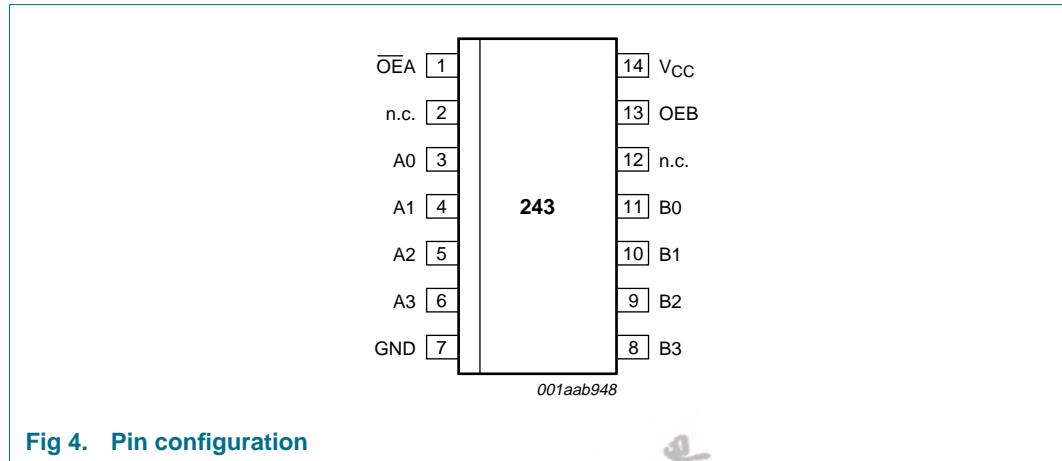 O̅E̅A 1 14 VCC
n.c. 2 13 OEB
A0 3 12 n.c.
A1 4 243 11 B0
A2 5 10 B1
A3 6 9 B2
GND 7 8 B3
001aab948
Fig 4. Pin configuration